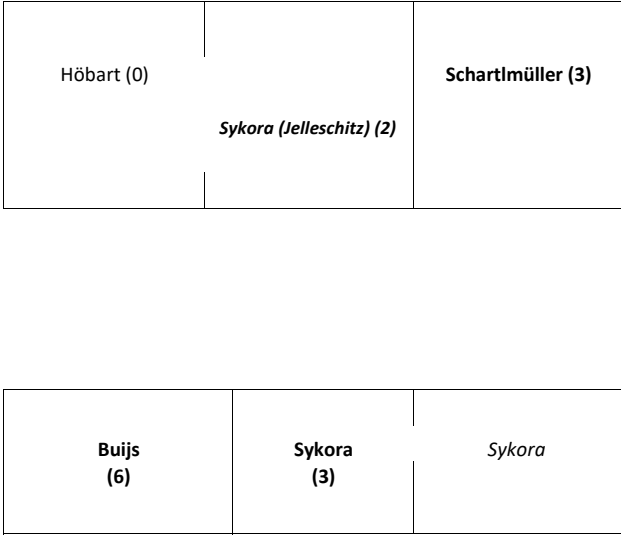 Höbart (0)
Schartlmüller (3)
Sykora (Jelleschitz) (2)
Buijs
(6)
Sykora
(3)
Sykora